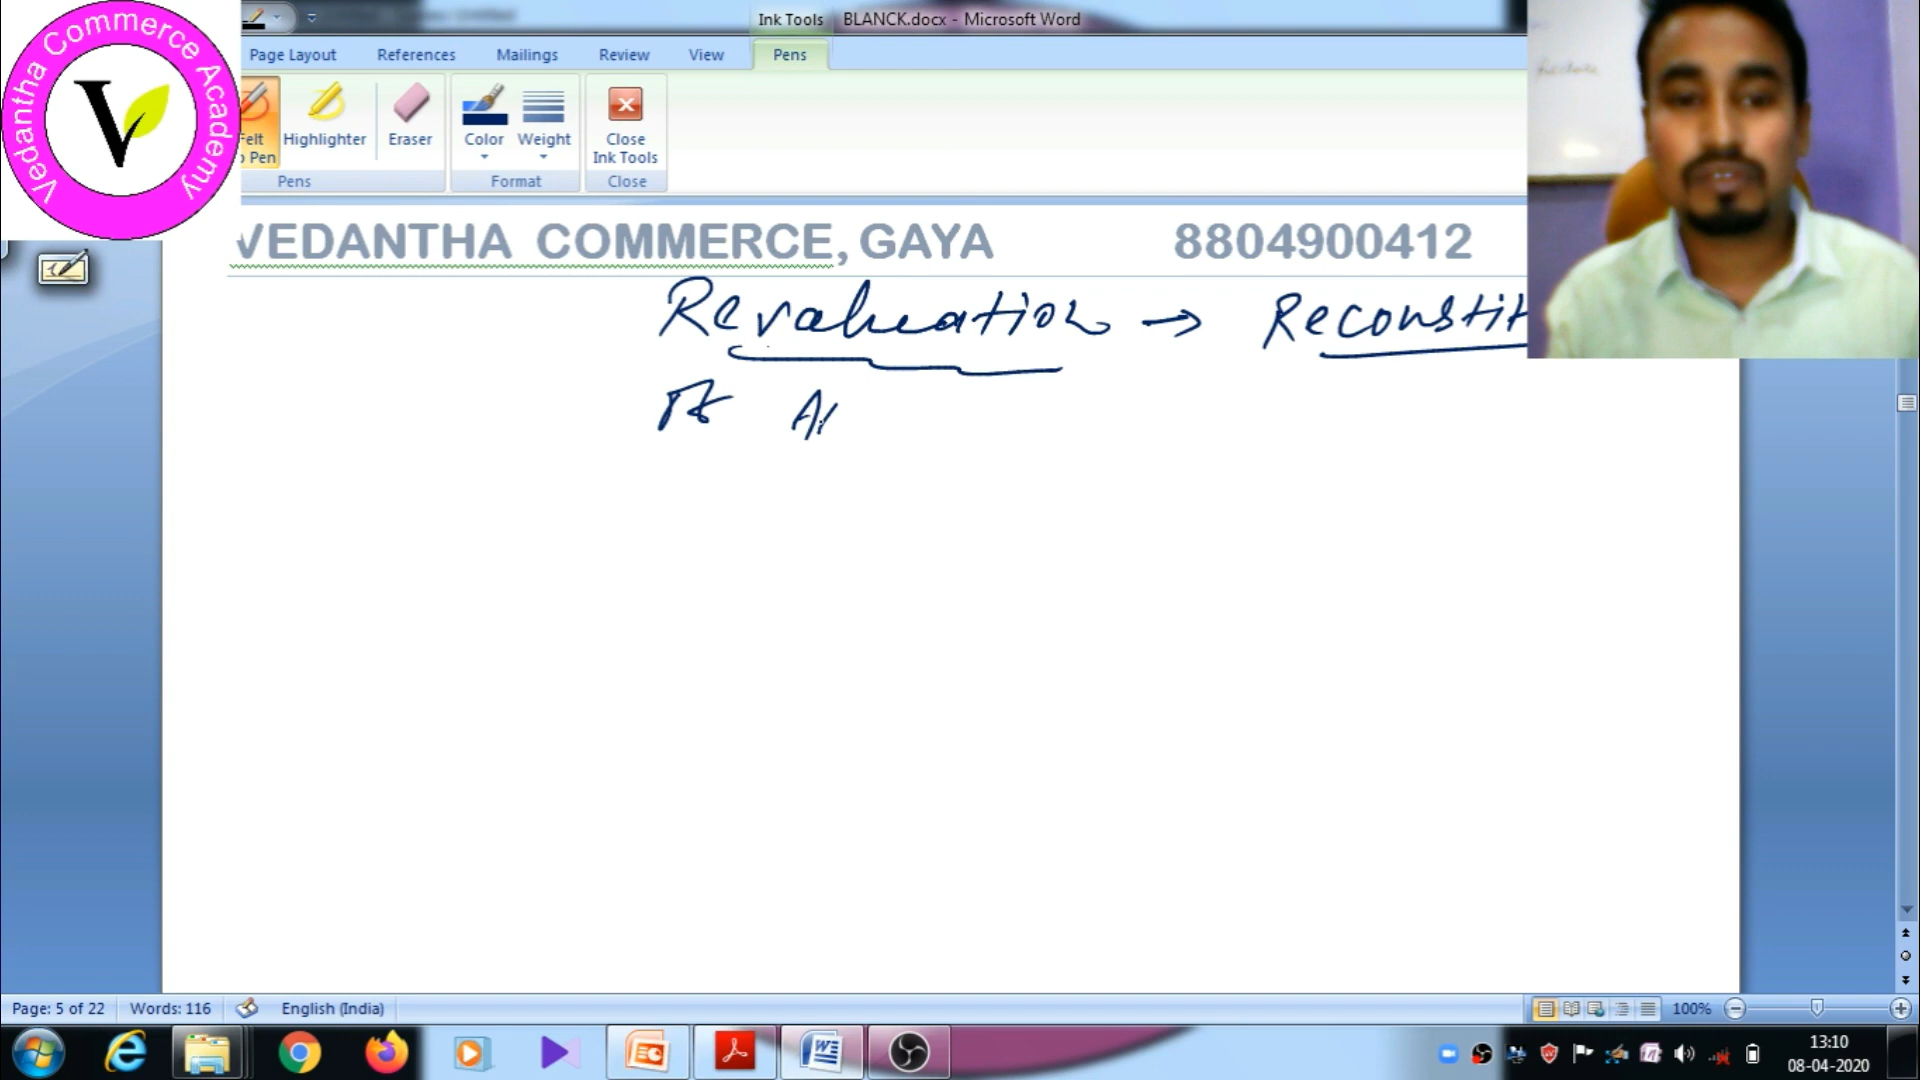 Vedantha Commerce Academy
V
Ink Tools BLANCK.docx - Microsoft Word
Page Layout References Mailings Review View Pens
Felt Highlighter Eraser Color Weight Close
Pen Ink Tools
Pens Format Close
VEDANTHA COMMERCE, GAYA 8804900412
Revaluation → Reconstit
Page: 5 of 22 Words: 116 English (India) 100%
13:10
08-04-2020